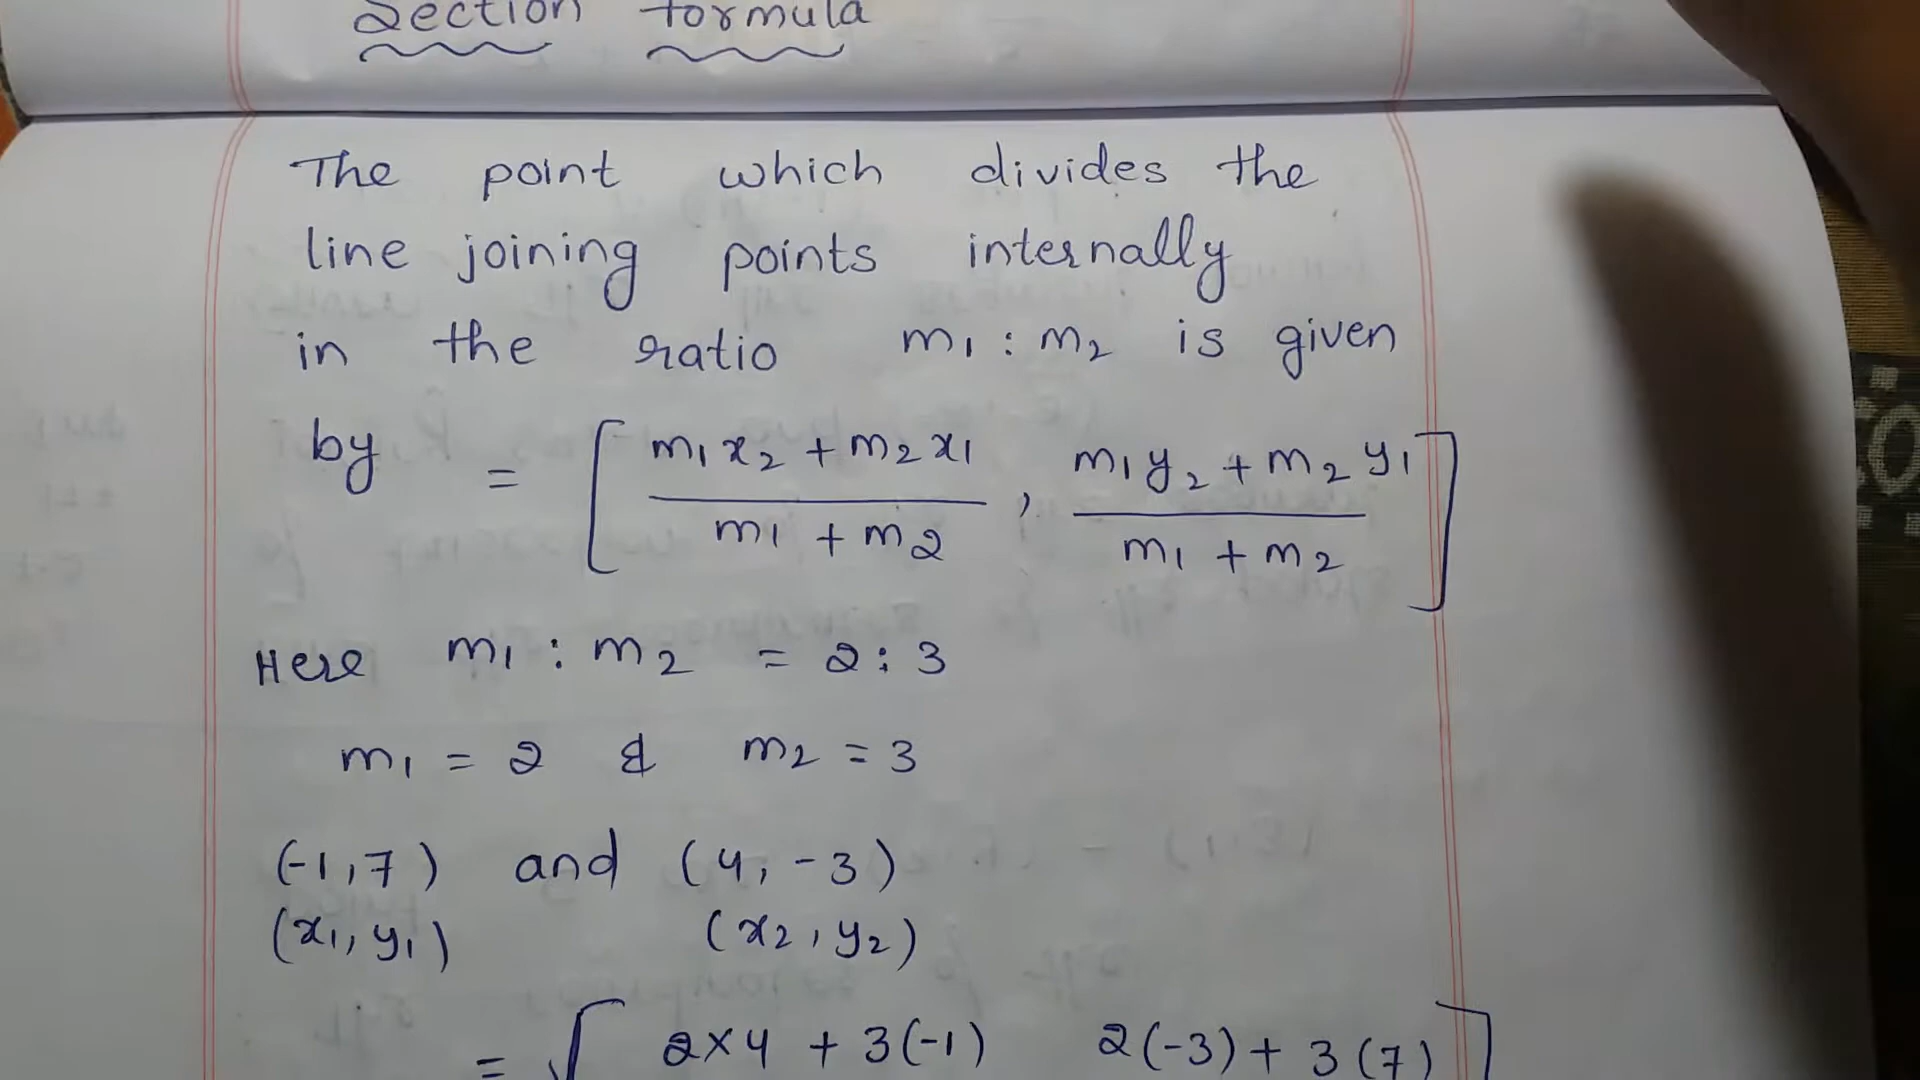 Section formula
The point which divides the
line joining points internally
in the ratio m1 : m2 is given
by = [ (m1x2 + m2x1)/(m1 + m2) , (m1y2 + m2y1)/(m1 + m2) ]
Here m1 : m2 = 2 : 3
m1 = 2 & m2 = 3
(-1,7) and (4, -3)
(x1, y1) (x2, y2)
= [ 2×4 + 3(-1) 2(-3) + 3(7) ]